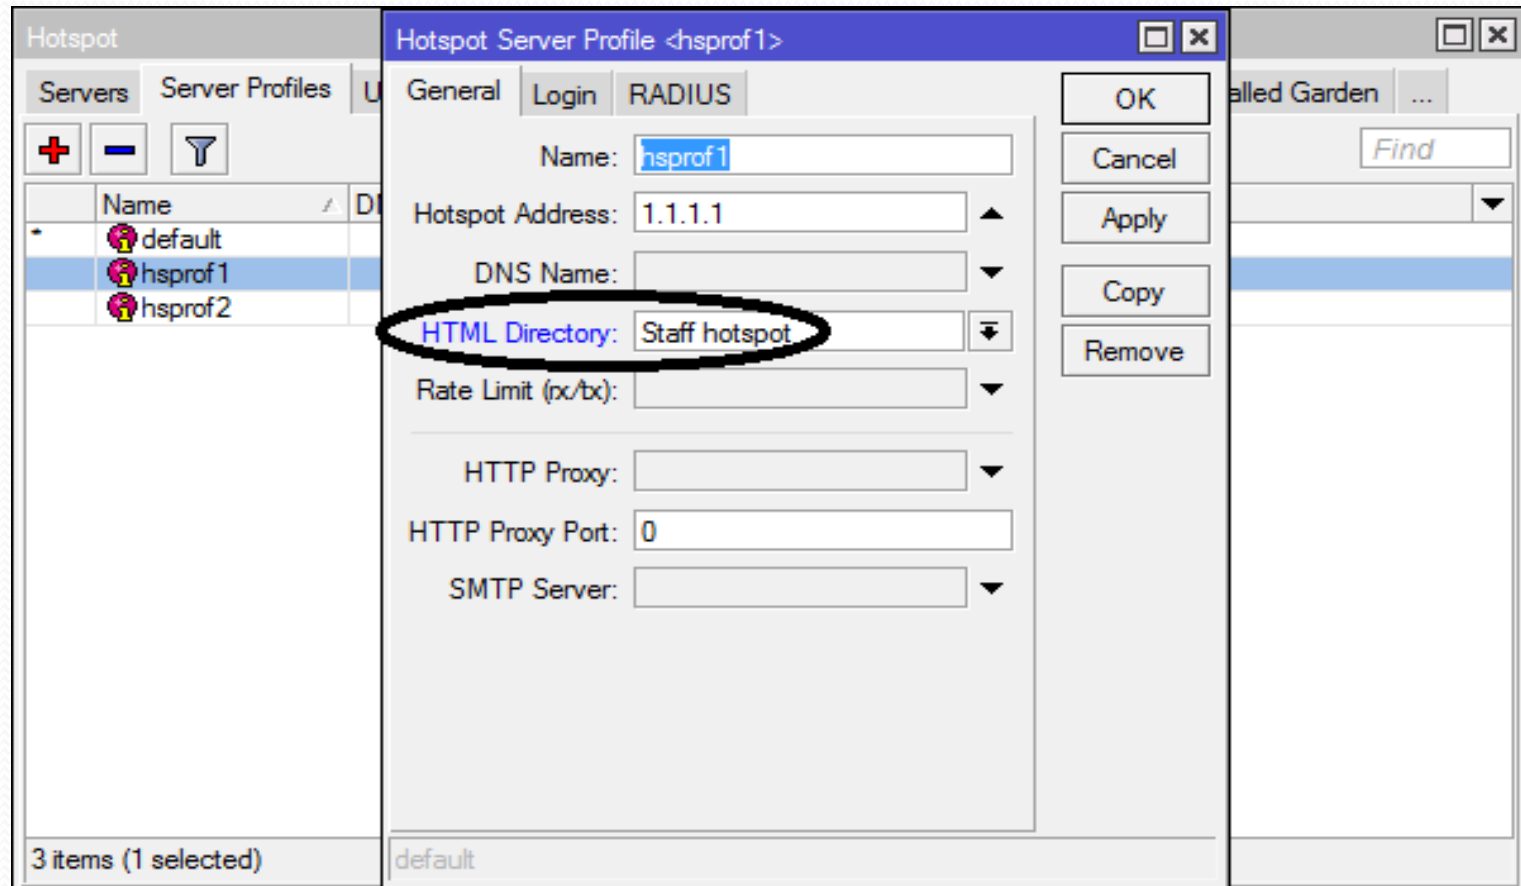 Hotspot
Hotspot Server Profile <hsprof1>
Servers
Server Profiles
U
General
Login
RADIUS
alled Garden
...
OK
Find
Name:
hsprof1
Cancel
Name
DI
Hotspot Address:
1.1.1.1
Apply
*
default
hsprof1
DNS Name:
Copy
hsprof2
HTML Directory:
Staff hotspot
Remove
Rate Limit (rx/tx):
HTTP Proxy:
HTTP Proxy Port:
0
SMTP Server:
3 items (1 selected)
default